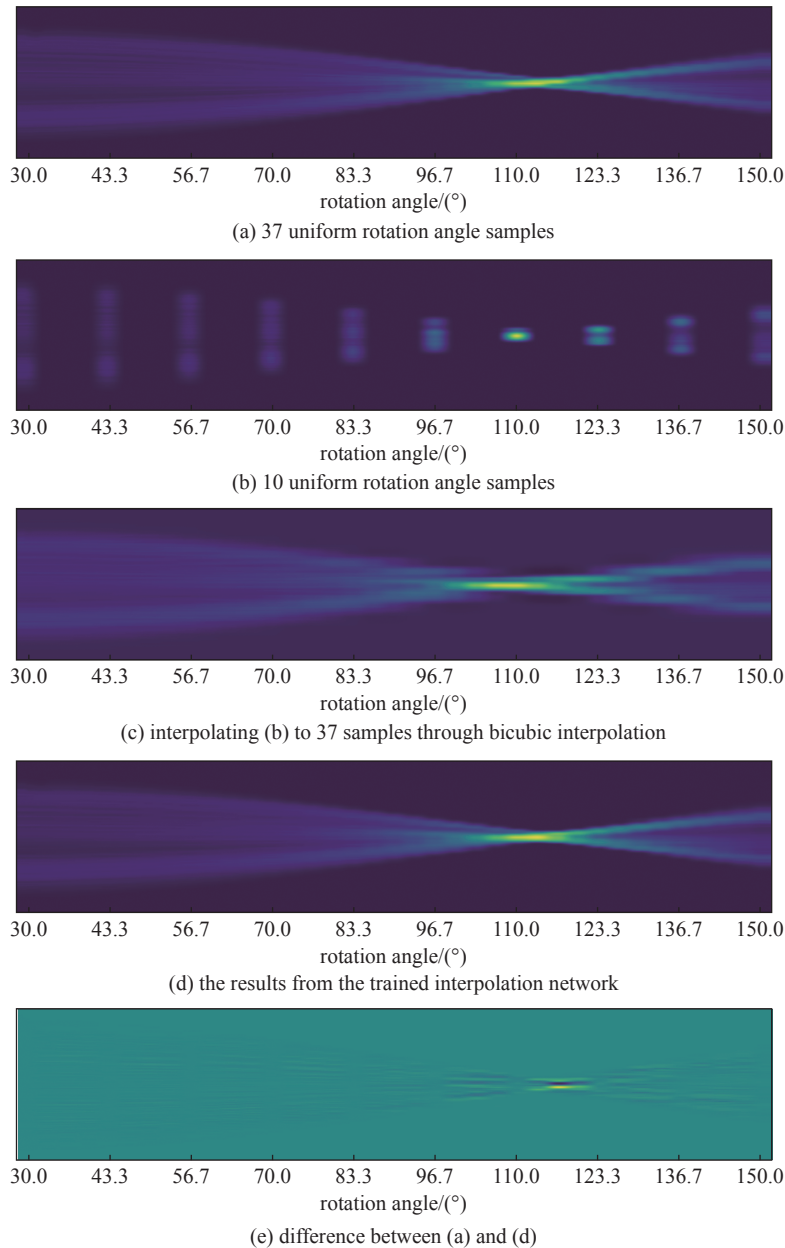 30.0 43.3 56.7 70.0 83.3 96.7 110.0 123.3 136.7 150.0
rotation angle/(°)
(a) 37 uniform rotation angle samples
30.0 43.3 56.7 70.0 83.3 96.7 110.0 123.3 136.7 150.0
rotation angle/(°)
(b) 10 uniform rotation angle samples
30.0 43.3 56.7 70.0 83.3 96.7 110.0 123.3 136.7 150.0
rotation angle/(°)
(c) interpolating (b) to 37 samples through bicubic interpolation
30.0 43.3 56.7 70.0 83.3 96.7 110.0 123.3 136.7 150.0
rotation angle/(°)
(d) the results from the trained interpolation network
30.0 43.3 56.7 70.0 83.3 96.7 110.0 123.3 136.7 150.0
rotation angle/(°)
(e) difference between (a) and (d)